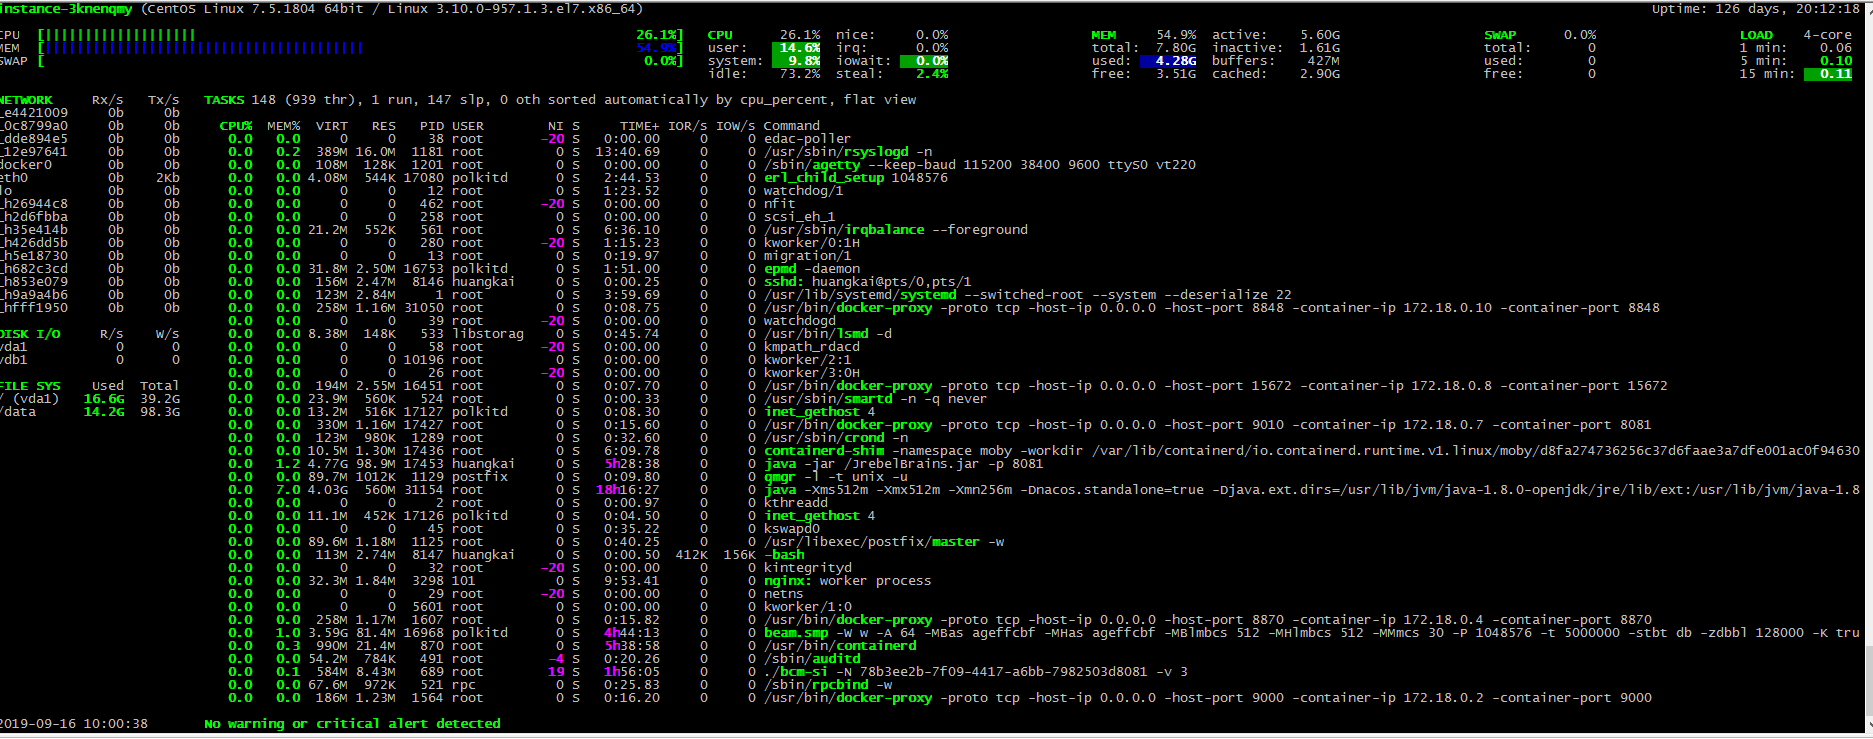 instance-3knenqmy (CentOS Linux 7.5.1804 64bit / Linux 3.10.0-957.1.3.el7.x86_64) Uptime: 126 days, 20:12:18
CPU [|||||||||||||||||||| 26.1%] CPU 26.1% nice: 0.0% MEM 54.9% active: 5.60G SWAP 0.0% LOAD 4-core
MEM [||||||||||||||||||||||||||||||||||||||||| 54.9%] user: 14.6% irq: 0.0% total: 7.80G inactive: 1.61G total: 0 1 min: 0.06
SWAP [ 0.0%] system: 9.8% iowait: 0.0% used: 4.28G buffers: 427M used: 0 5 min: 0.10
idle: 73.2% steal: 2.4% free: 3.51G cached: 2.90G free: 0 15 min: 0.11
NETWORK Rx/s Tx/s TASKS 148 (939 thr), 1 run, 147 slp, 0 oth sorted automatically by cpu_percent, flat view
_e4421009 0b 0b
_0c8799a0 0b 0b CPU% MEM% VIRT RES PID USER NI S TIME+ IOR/s IOW/s Command
_dde894e5 0b 0b 0.0 0.0 0 0 38 root -20 S 0:00.00 0 0 edac-poller
_12e97641 0b 0b 0.0 0.2 389M 16.0M 1181 root 0 S 13:40.69 0 0 /usr/sbin/rsyslogd -n
docker0 0b 0b 0.0 0.0 108M 128K 1201 root 0 S 0:00.00 0 0 /sbin/agetty --keep-baud 115200 38400 9600 ttyS0 vt220
eth0 0b 2Kb 0.0 0.0 4.08M 544K 17080 polkitd 0 S 2:44.53 0 0 erl_child_setup 1048576
lo 0b 0b 0.0 0.0 0 0 12 root 0 S 1:23.52 0 0 watchdog/1
_h26944c8 0b 0b 0.0 0.0 0 0 462 root -20 S 0:00.00 0 0 nfit
_h2d6fbba 0b 0b 0.0 0.0 0 0 258 root 0 S 0:00.00 0 0 scsi_eh_1
_h35e414b 0b 0b 0.0 0.0 21.2M 552K 561 root 0 S 6:36.10 0 0 /usr/sbin/irqbalance --foreground
_h426dd5b 0b 0b 0.0 0.0 0 0 280 root -20 S 1:15.23 0 0 kworker/0:1H
_h5e18730 0b 0b 0.0 0.0 0 0 13 root 0 S 0:19.97 0 0 migration/1
_h682c3cd 0b 0b 0.0 0.0 31.8M 2.50M 16753 polkitd 0 S 1:51.00 0 0 epmd -daemon
_h853e079 0b 0b 0.0 0.0 156M 2.47M 8146 huangkai 0 S 0:00.25 0 0 sshd: huangkai@pts/0,pts/1
_h9a9a4b6 0b 0b 0.0 0.0 123M 2.84M 1 root 0 S 3:59.69 0 0 /usr/lib/systemd/systemd --switched-root --system --deserialize 22
_hfff1950 0b 0b 0.0 0.0 258M 1.16M 31050 root 0 S 0:08.75 0 0 /usr/bin/docker-proxy -proto tcp -host-ip 0.0.0.0 -host-port 8848 -container-ip 172.18.0.10 -container-port 8848
0.0 0.0 0 0 39 root -20 S 0:00.00 0 0 watchdogd
DISK I/O R/s W/s 0.0 0.0 8.38M 148K 533 libstorag 0 S 0:45.74 0 0 /usr/bin/lsmd -d
vda1 0 0 0.0 0.0 0 0 58 root -20 S 0:00.00 0 0 kmpath_rdacd
vdb1 0 0 0.0 0.0 0 0 10196 root 0 S 0:00.00 0 0 kworker/2:1
0.0 0.0 0 0 26 root -20 S 0:00.00 0 0 kworker/3:0H
FILE SYS Used Total 0.0 0.0 194M 2.55M 16451 root 0 S 0:07.70 0 0 /usr/bin/docker-proxy -proto tcp -host-ip 0.0.0.0 -host-port 15672 -container-ip 172.18.0.8 -container-port 15672
/ (vda1) 16.6G 39.2G 0.0 0.0 23.9M 560K 524 root 0 S 0:00.33 0 0 /usr/sbin/smartd -n -q never
/data 14.2G 98.3G 0.0 0.0 13.2M 516K 17127 polkitd 0 S 0:08.30 0 0 inet_gethost 4
0.0 0.0 330M 1.16M 17427 root 0 S 0:15.60 0 0 /usr/bin/docker-proxy -proto tcp -host-ip 0.0.0.0 -host-port 9010 -container-ip 172.18.0.7 -container-port 8081
0.0 0.0 123M 980K 1289 root 0 S 0:32.60 0 0 /usr/sbin/crond -n
0.0 0.0 10.5M 1.30M 17436 root 0 S 6:09.78 0 0 containerd-shim -namespace moby -workdir /var/lib/containerd/io.containerd.runtime.v1.linux/moby/d8fa274736256c37d6faae3a7dfe001ac0f94630
0.0 1.2 4.77G 98.9M 17453 huangkai 0 S 5h28:38 0 0 java -jar /JrebelBrains.jar -p 8081
0.0 0.0 89.7M 1012K 1129 postfix 0 S 0:09.80 0 0 qmgr -l -t unix -u
0.0 7.0 4.03G 560M 31154 root 0 S 18h16:27 0 0 java -Xms512m -Xmx512m -Xmn256m -Dnacos.standalone=true -Djava.ext.dirs=/usr/lib/jvm/java-1.8.0-openjdk/jre/lib/ext:/usr/lib/jvm/java-1.8
0.0 0.0 0 0 2 root 0 S 0:00.97 0 0 kthreadd
0.0 0.0 11.1M 452K 17126 polkitd 0 S 0:04.50 0 0 inet_gethost 4
0.0 0.0 0 0 45 root 0 S 0:35.22 0 0 kswapd0
0.0 0.0 89.6M 1.18M 1125 root 0 S 0:40.25 0 0 /usr/libexec/postfix/master -w
0.0 0.0 113M 2.74M 8147 huangkai 0 S 0:00.50 412K 156K -bash
0.0 0.0 0 0 32 root -20 S 0:00.00 0 0 kintegrityd
0.0 0.0 32.3M 1.84M 3298 101 0 S 9:53.41 0 0 nginx: worker process
0.0 0.0 0 0 29 root -20 S 0:00.00 0 0 netns
0.0 0.0 0 0 5601 root 0 S 0:00.00 0 0 kworker/1:0
0.0 0.0 258M 1.17M 1607 root 0 S 0:15.82 0 0 /usr/bin/docker-proxy -proto tcp -host-ip 0.0.0.0 -host-port 8870 -container-ip 172.18.0.4 -container-port 8870
0.0 1.0 3.59G 81.4M 16968 polkitd 0 S 4h44:13 0 0 beam.smp -W w -A 64 -MBas ageffcbf -MHas ageffcbf -MBlmbcs 512 -MHlmbcs 512 -MMmcs 30 -P 1048576 -t 5000000 -stbt db -zdbbl 128000 -K tru
0.0 0.3 990M 21.4M 870 root 0 S 5h38:58 0 0 /usr/bin/containerd
0.0 0.0 54.2M 784K 491 root -4 S 0:20.26 0 0 /sbin/auditd
0.0 0.1 584M 8.43M 689 root 19 S 1h56:05 0 0 ./bcm-si -N 78b3ee2b-7f09-4417-a6bb-7982503d8081 -v 3
0.0 0.0 67.6M 972K 521 rpc 0 S 0:25.83 0 0 /sbin/rpcbind -w
0.0 0.0 186M 1.23M 1564 root 0 S 0:16.20 0 0 /usr/bin/docker-proxy -proto tcp -host-ip 0.0.0.0 -host-port 9000 -container-ip 172.18.0.2 -container-port 9000
2019-09-16 10:00:38 No warning or critical alert detected